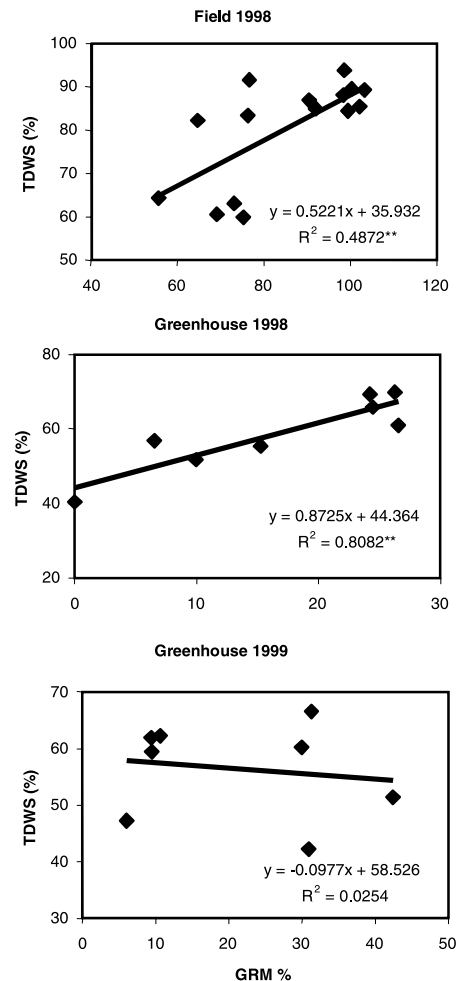 Field 1998
100
90
80
70
60
50
TDWS (%)
y = 0.5221x + 35.932
R² = 0.4872**
40 60 80 100 120
Greenhouse 1998
80
60
40
20
TDWS (%)
y = 0.8725x + 44.364
R² = 0.8082**
0 10 20 30
Greenhouse 1999
70
60
50
40
30
TDWS (%)
y = -0.0977x + 58.526
R² = 0.0254
0 10 20 30 40 50
GRM %